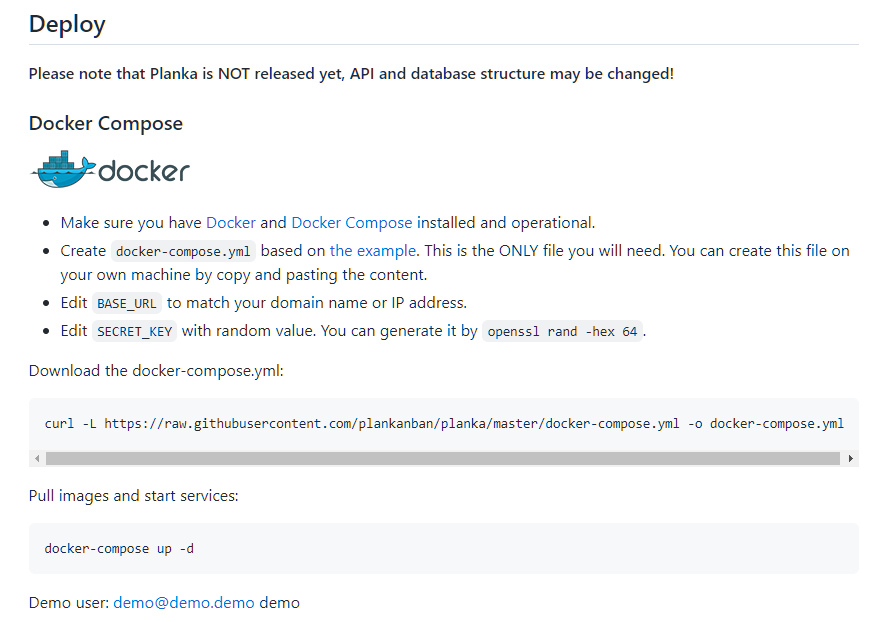 Deploy
Please note that Planka is NOT released yet, API and database structure may be changed!
Docker Compose
docker
Make sure you have Docker and Docker Compose installed and operational.
Create docker-compose.yml based on the example. This is the ONLY file you will need. You can create this file on
your own machine by copy and pasting the content.
Edit BASE_URL to match your domain name or IP address.
Edit SECRET_KEY with random value. You can generate it by openssl rand -hex 64.
Download the docker-compose.yml:
curl -L https://raw.githubusercontent.com/plankanban/planka/master/docker-compose.yml -o docker-compose.yml
Pull images and start services:
docker-compose up -d
Demo user: demo@demo.demo demo